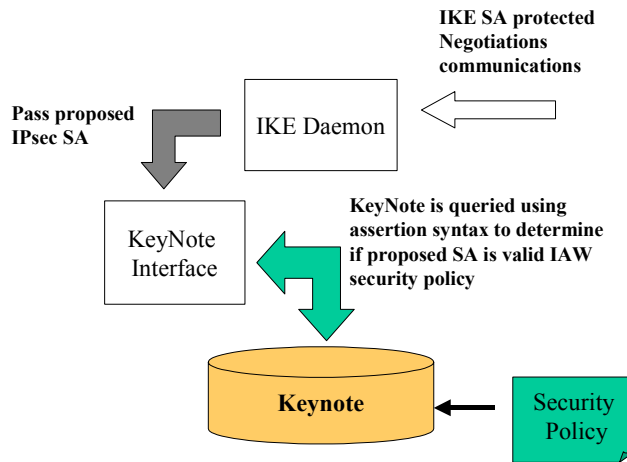 IKE SA protected
Negotiations
communications
Pass proposed
IPsec SA
IKE Daemon
KeyNote
Interface
KeyNote is queried using
assertion syntax to determine
if proposed SA is valid IAW
security policy
Keynote
Security
Policy